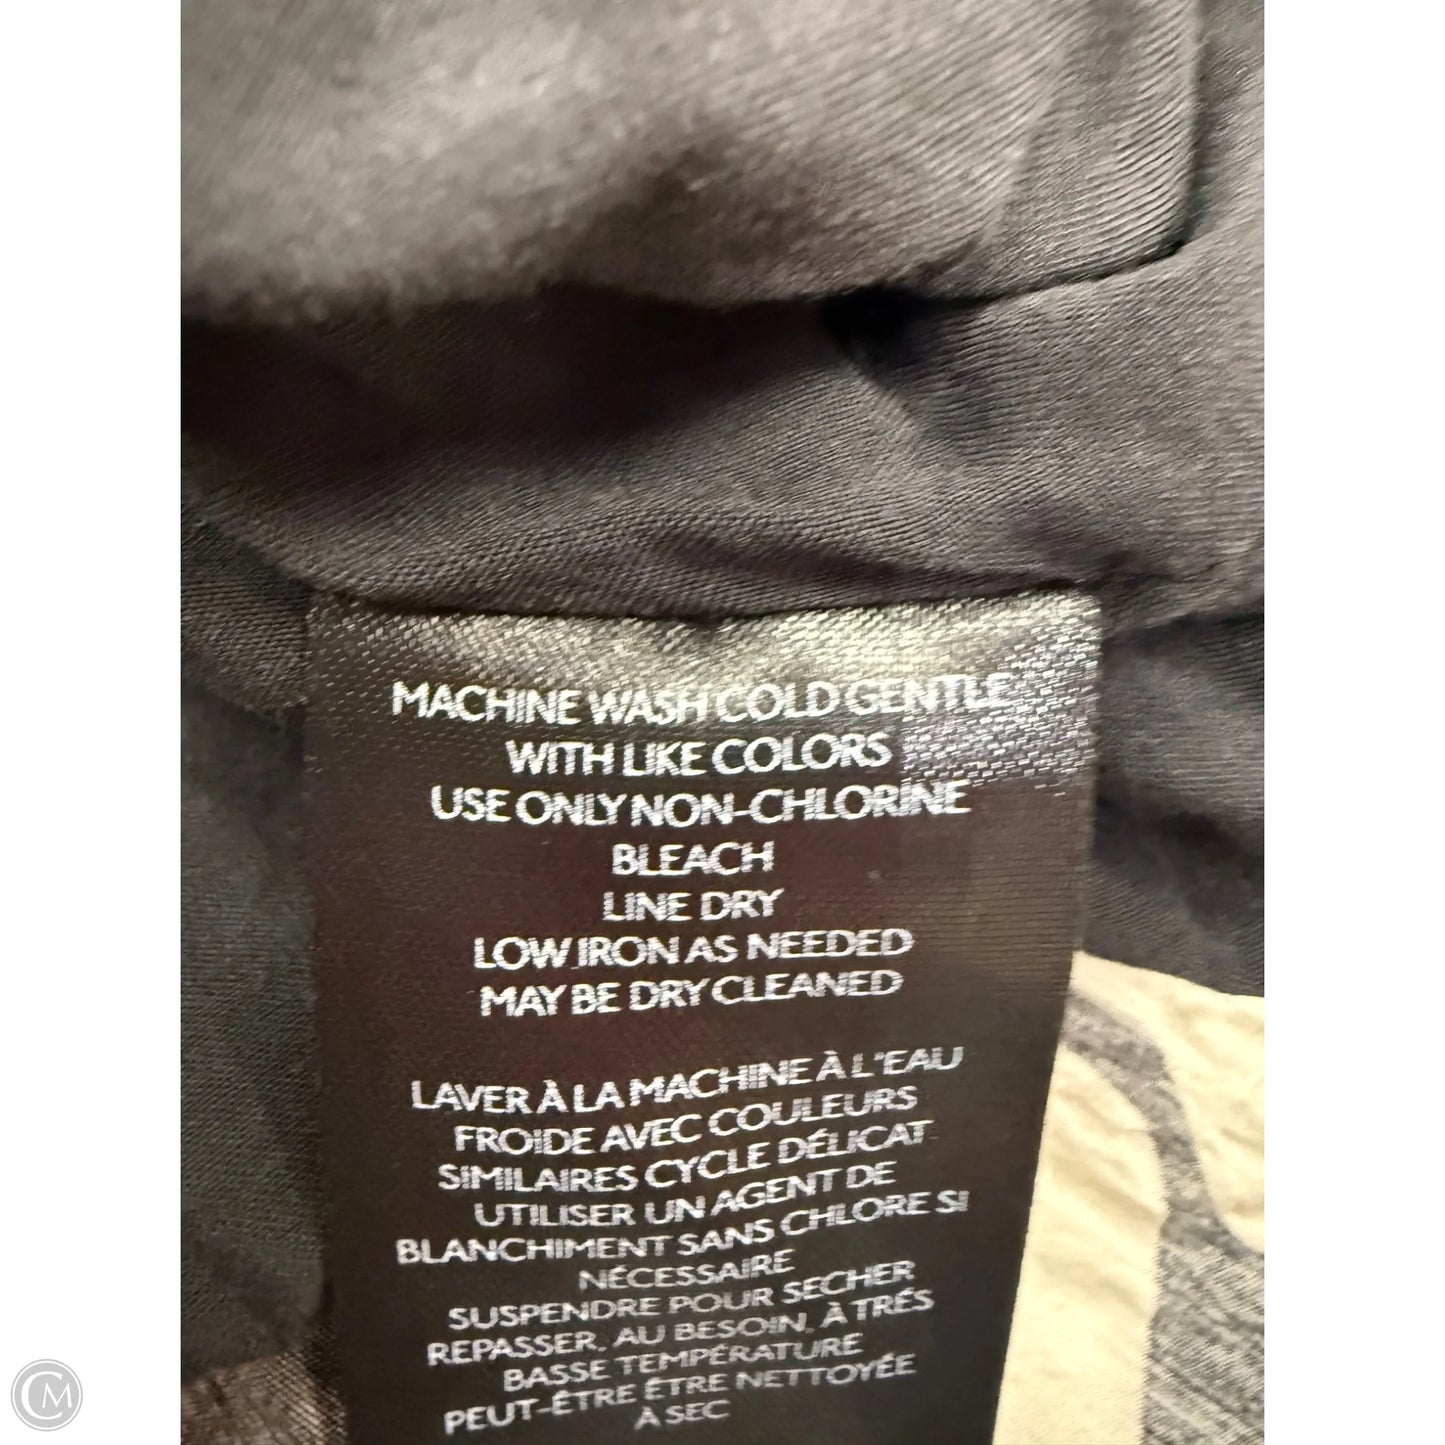 MACHINE WASH COLD GENTLE
WITH LIKE COLORS
USE ONLY NON-CHLORINE
BLEACH
LINE DRY
LOW IRON AS NEEDED
MAY BE DRY CLEANED
LAVER À LA MACHINE À L'EAU
FROIDE AVEC COULEURS
SIMILAIRES CYCLE DÉLICAT
UTILISER UN AGENT DE
BLANCHIMENT SANS CHLORE SI
NÉCESSAIRE
SUSPENDRE POUR SECHER
REPASSER, AU BESOIN, À TRÉS
BASSE TEMPÉRATURE
PEUT-ÊTRE ÊTRE NETTOYÉE
À SEC
CM